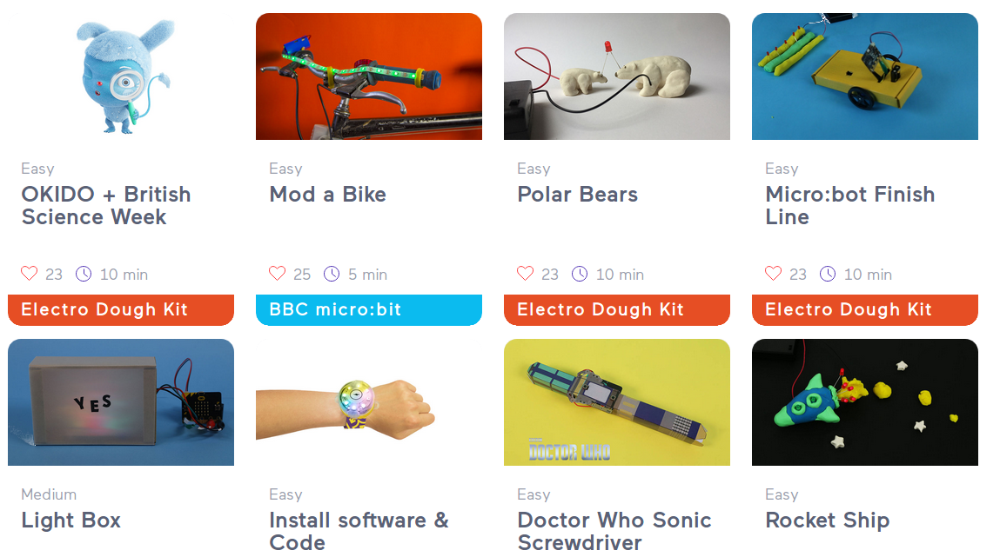 Easy
OKIDO + British
Science Week
23 10 min
Electro Dough Kit
Easy
Mod a Bike
25 5 min
BBC micro:bit
Easy
Polar Bears
23 10 min
Electro Dough Kit
Easy
Micro:bot Finish
Line
23 10 min
Electro Dough Kit
YES
Medium
Light Box
Easy
Install software &
Code
DOCTOR WHO
Easy
Doctor Who Sonic
Screwdriver
Easy
Rocket Ship